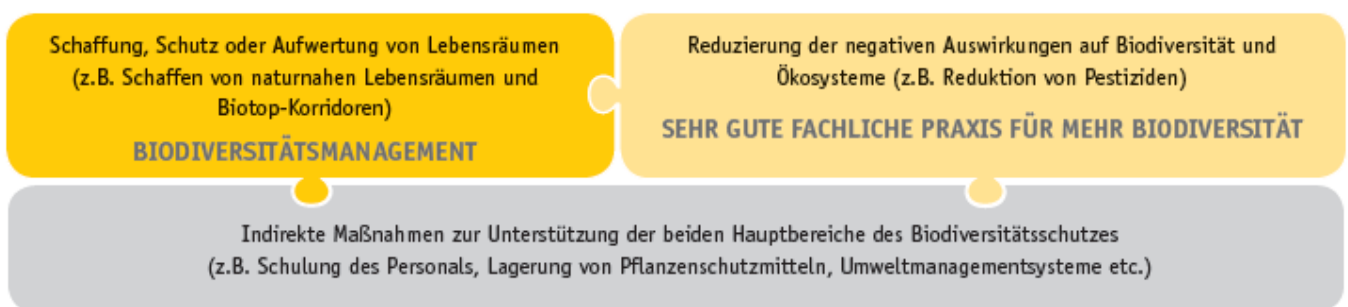 Schaffung, Schutz oder Aufwertung von Lebensräumen
(z.B. Schaffen von naturnahen Lebensräumen und
Biotop-Korridoren)
BIODIVERSITÄTSMANAGEMENT
Reduzierung der negativen Auswirkungen auf Biodiversität und
Ökosysteme (z.B. Reduktion von Pestiziden)
SEHR GUTE FACHLICHE PRAXIS FÜR MEHR BIODIVERSITÄT
Indirekte Maßnahmen zur Unterstützung der beiden Hauptbereiche des Biodiversitätsschutzes
(z.B. Schulung des Personals, Lagerung von Pflanzenschutzmitteln, Umweltmanagementsysteme etc.)